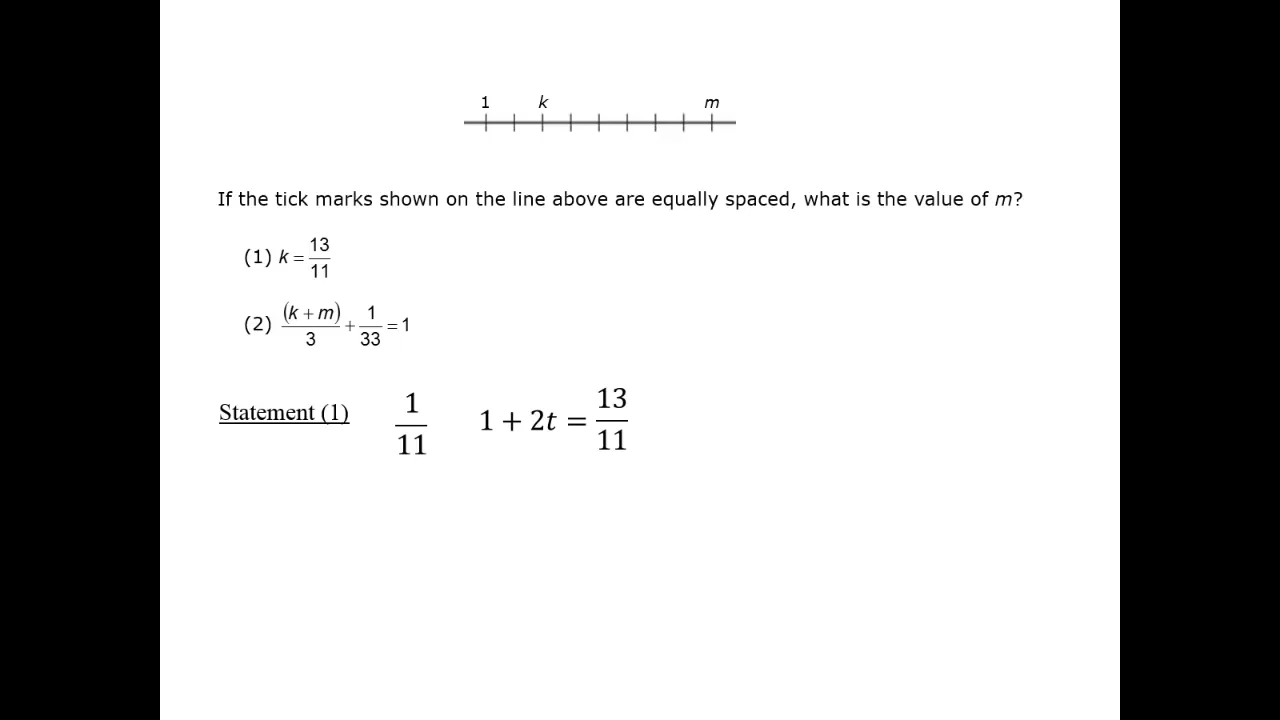 1 k m
If the tick marks shown on the line above are equally spaced, what is the value of m?
(1) k = 13/11
(2) (k + m)/3 + 1/33 = 1
Statement (1) 1/11 1 + 2t = 13/11